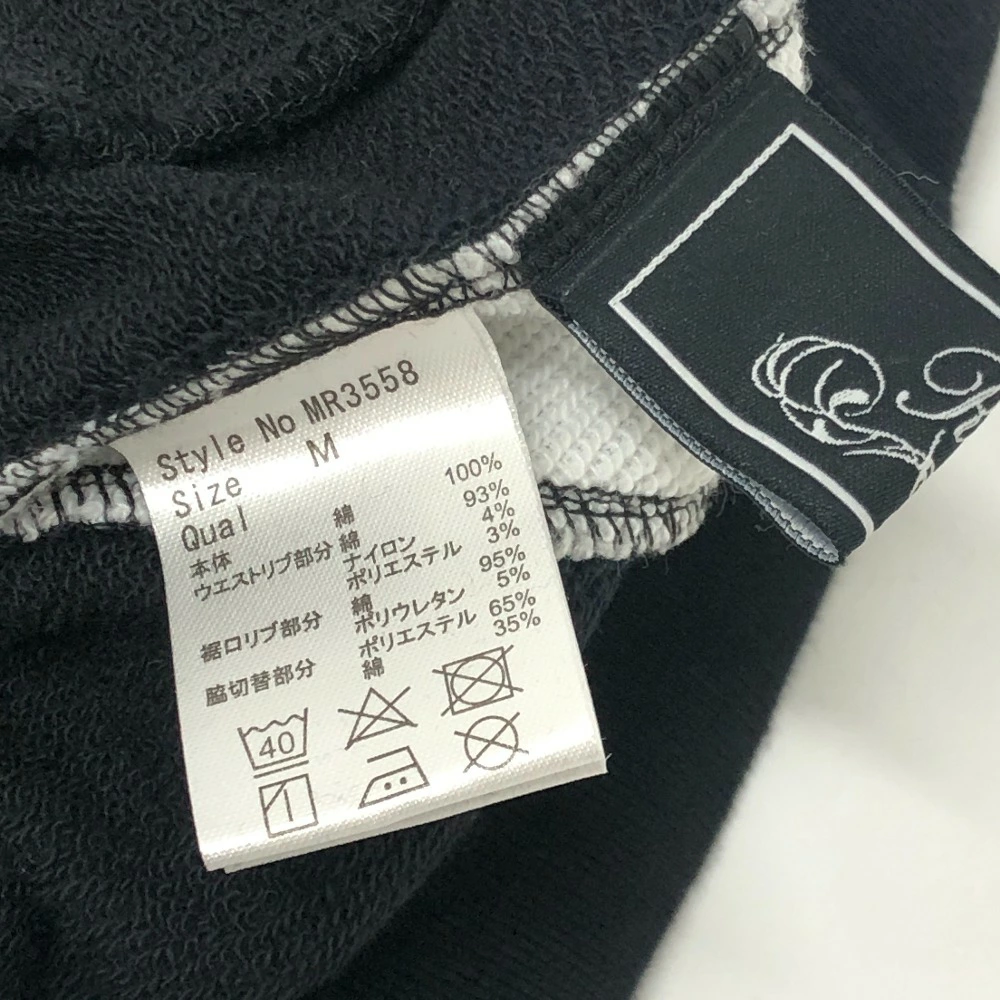 Style No MR3558
Size M
Qual
本体 綿 100%
ウエストリブ部分 綿 93%
ナイロン 4%
ポリエステル 3%
裾口リブ部分 綿 95%
ポリウレタン 5%
脇切替部分 ポリエステル 65%
綿 35%
40